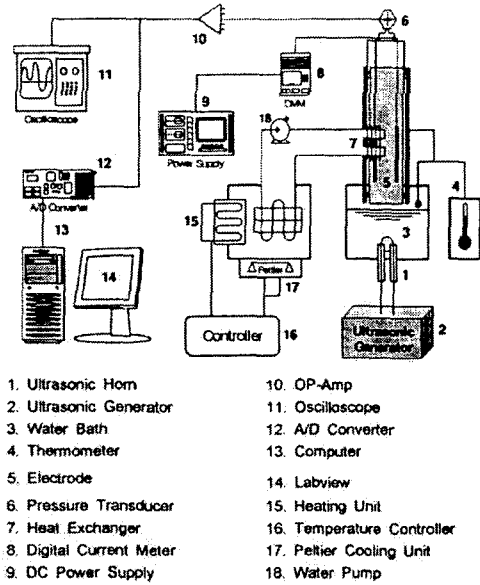 10
6
11
Oscilloscope
8
DMM
9
Power Supply
18
7
5
4
12
A/D Converter
13
14
15
3
1
Peltier
17
Controller
16
Ultrasonic
Generator
2
1. Ultrasonic Horn
2. Ultrasonic Generator
3. Water Bath
4. Thermometer
5. Electrode
6. Pressure Transducer
7. Heat Exchanger
8. Digital Current Meter
9. DC Power Supply
10. OP-Amp
11. Oscilloscope
12. A/D Converter
13. Computer
14. Labview
15. Heating Unit
16. Temperature Controller
17. Peltier Cooling Unit
18. Water Pump